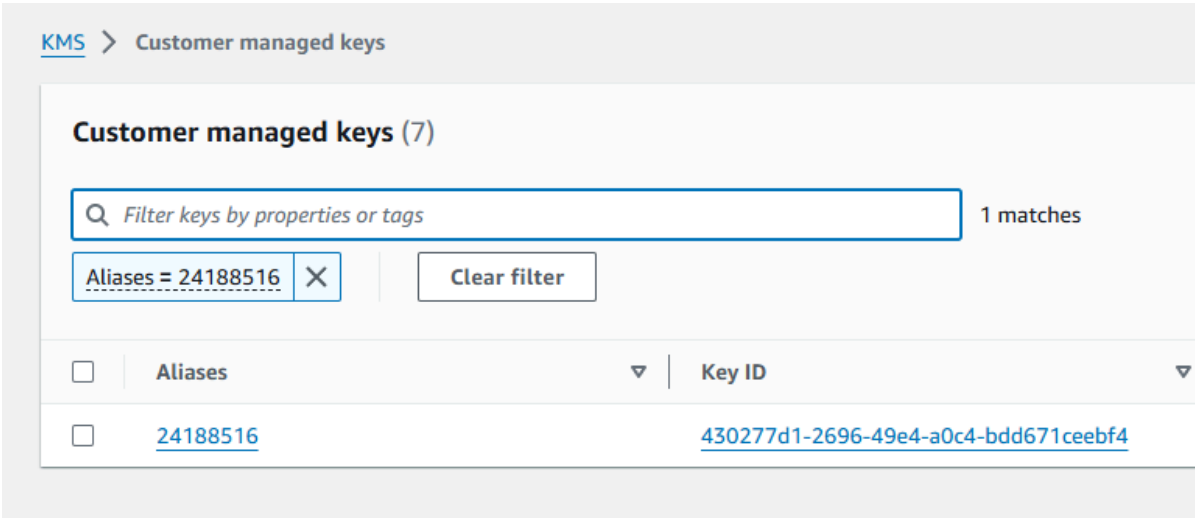 KMS > Customer managed keys
Customer managed keys (7)
Filter keys by properties or tags 1 matches
Aliases = 24188516 Clear filter
Aliases Key ID
24188516 430277d1-2696-49e4-a0c4-bdd671ceebf4